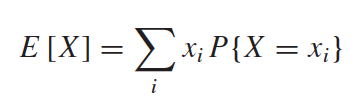 E [X] = ∑ᵢ xᵢ P{X = xᵢ}